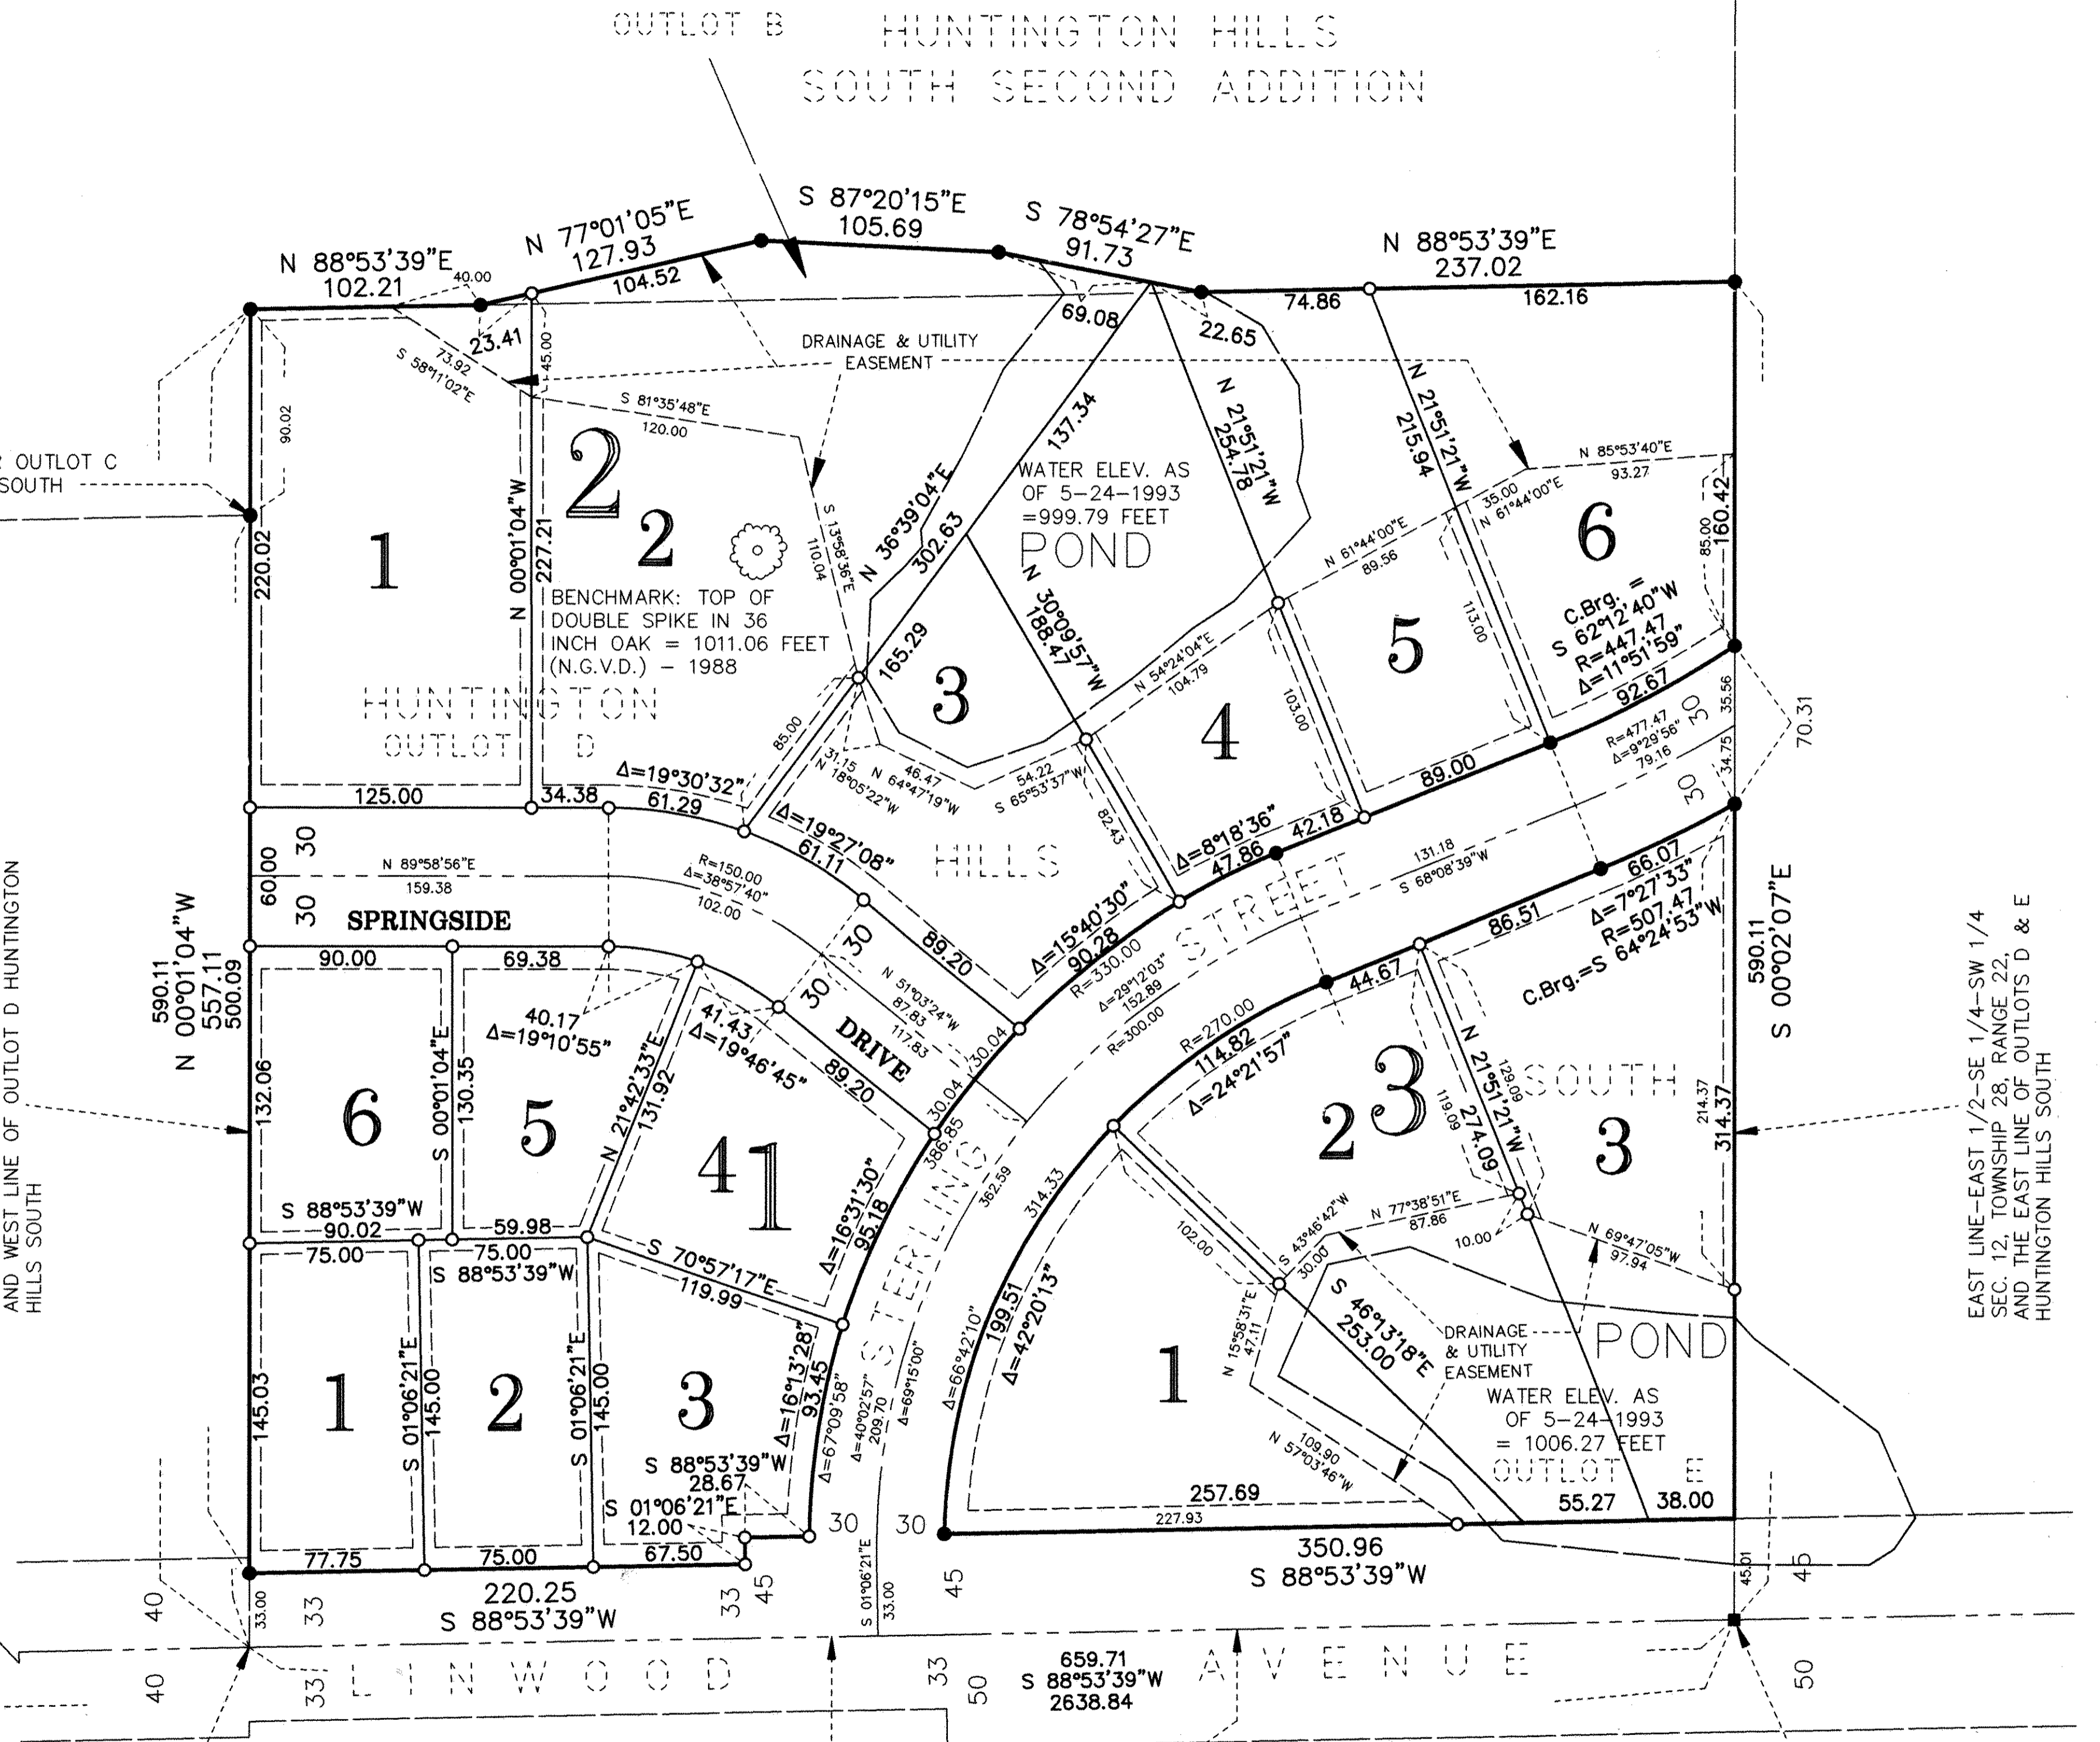 OUTLOT B
HUNTINGTON HILLS
SOUTH SECOND ADDITION
N 88°53'39"E
102.21
40.00
N 77°01'05"E
127.93
104.52
S 87°20'15"E
105.69
S 78°54'27"E
91.73
N 88°53'39"E
237.02
74.86
162.16
23.41
69.08
22.65
73.92
S 58°11'02"E
45.00
90.02
DRAINAGE & UTILITY
EASEMENT
S 81°35'48"E
120.00
OUTLOT C
SOUTH
220.02
1
N 00°01'04"W
227.21
2
2
S 13°58'36"E
110.04
BENCHMARK: TOP OF
DOUBLE SPIKE IN 36
INCH OAK = 1011.06 FEET
(N.G.V.D.) – 1988
N 36°39'04"E
302.63
137.34
165.29
WATER ELEV. AS
OF 5-24-1993
=999.79 FEET
POND
N 21°51'21"W
254.78
N 21°51'21"W
215.94
N 85°53'40"E
93.27
35.00
N 61°44'00"E
N 61°44'00"E
89.56
6
85.00
160.42
C.Brg. =
S 62°12'40"W
R=447.47
Δ=11°51'59"
92.67
N 30°09'57"W
188.47
3
N 54°24'04"E
104.79
4
5
103.00
113.00
HUNTINGTON
OUTLOT D
85.00
31.15
N 18°05'22"W
46.47
N 64°47'19"W
54.22
S 65°53'37"W
82.43
89.00
R=477.47
Δ=9°29'56"
79.16
30
30
35.56
34.75
70.31
125.00
34.38
Δ=19°30'32"
61.29
Δ=19°27'08"
61.11
HILLS
Δ=8°18'36"
47.86
42.18
60.00
30
30
N 89°58'56"E
159.38
R=150.00
Δ=38°57'40"
102.00
SPRINGSIDE
DRIVE
30
30
89.20
N 51°03'24"W
87.83
117.83
Δ=15°40'30"
90.28
R=330.00
Δ=29°12'03"
152.89
R=300.00
STREET
131.18
S 68°08'39"W
86.51
66.07
Δ=7°27'33"
R=507.47
C.Brg.=S 64°24'53"W
590.11
N 00°01'04"W
557.11
500.09
590.11
S 00°02'07"E
90.00
69.38
40.17
Δ=19°10'55"
41.43
Δ=19°46'45"
89.20
30.04
30.04
132.06
6
S 00°01'04"E
130.35
5
N 21°42'33"E
131.92
4
1
S 88°53'39"W
90.02
59.98
S 70°57'17"E
119.99
Δ=16°31'30"
95.18
386.85
STERLING
362.59
314.33
R=270.00
114.82
Δ=24°21'57"
44.67
2
3
N 21°51'21"W
274.09
119.09
129.09
SOUTH
3
214.37
314.37
102.00
S 43°46'42"W
30.00
N 77°38'51"E
87.86
10.00
N 69°47'05"W
97.94
AND WEST LINE OF OUTLOT D HUNTINGTON
HILLS SOUTH
EAST LINE-EAST 1/2-SE 1/4-SW 1/4
SEC. 12, TOWNSHIP 28, RANGE 22,
AND THE EAST LINE OF OUTLOTS D & E
HUNTINGTON HILLS SOUTH
75.00
75.00
S 88°53'39"W
145.03
1
S 01°06'21"E
145.00
2
S 01°06'21"E
145.00
3
Δ=16°13'28"
93.45
Δ=67°09'58"
Δ=40°02'57"
209.70
Δ=69°15'00"
Δ=66°42'10"
199.51
Δ=42°20'13"
1
N 15°58'31"E
47.11
S 46°13'18"E
253.00
109.90
N 57°03'46"W
DRAINAGE
& UTILITY
EASEMENT
POND
WATER ELEV. AS
OF 5-24-1993
= 1006.27 FEET
OUTLOT E
S 88°53'39"W
28.67
S 01°06'21"E
12.00
77.75
75.00
67.50
220.25
S 88°53'39"W
30
30
257.69
227.93
55.27
38.00
350.96
S 88°53'39"W
33.00
40
33
33
45
S 01°06'21"E
33.00
45
45.01
45
40
33
LINWOOD
33
50
659.71
S 88°53'39"W
2638.84
AVENUE
50